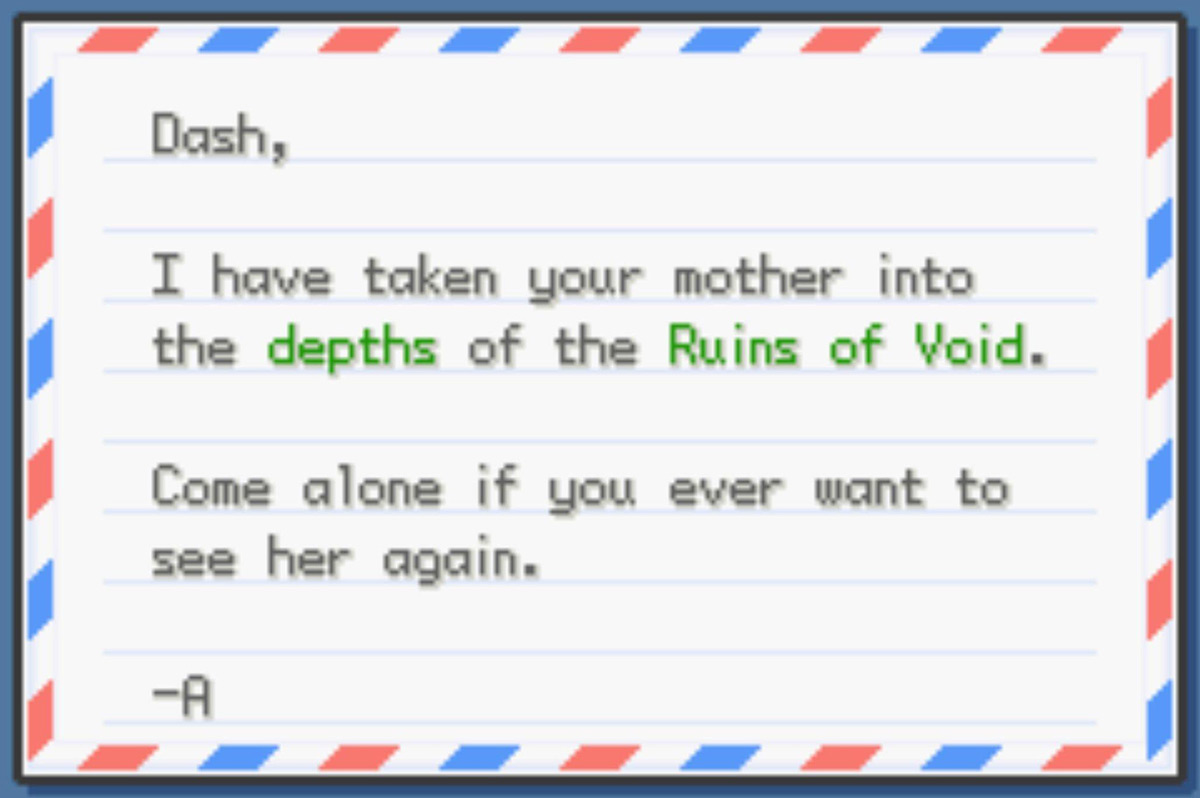 Dash,
I have taken your mother into
the depths of the Ruins of Void.
Come alone if you ever want to
see her again.
-A